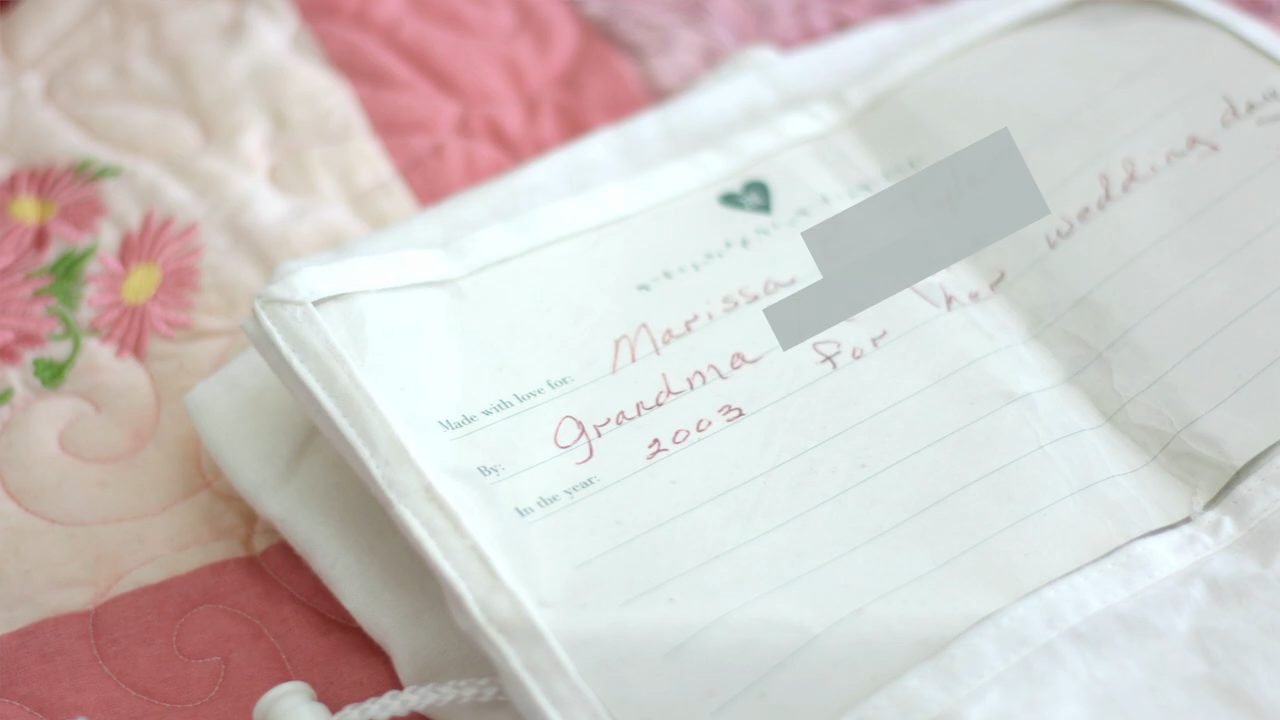 Made with love for: Marissa
By: Grandma for her wedding day
In the year: 2003